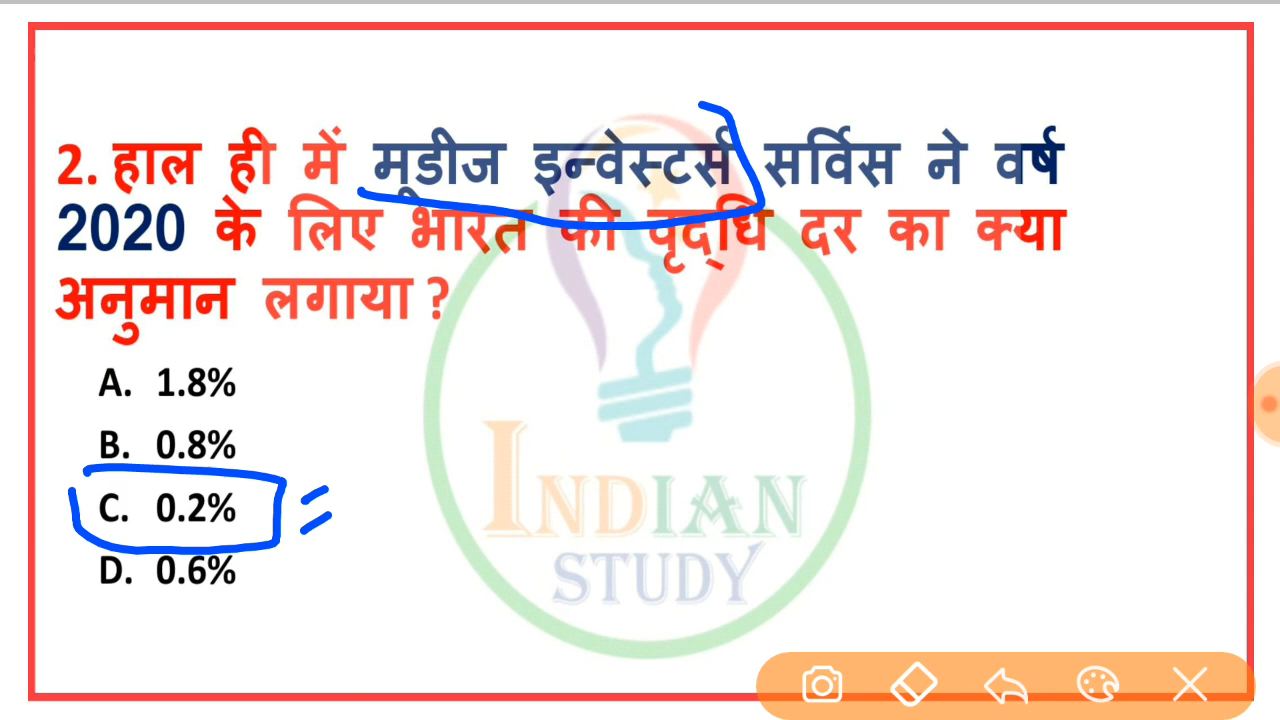 2. हाल ही में मूडीज इन्वेस्टर्स सर्विस ने वर्ष
2020 के लिए भारत की वृद्धि दर का क्या
अनुमान लगाया ?
A. 1.8%
B. 0.8%
C. 0.2%
D. 0.6%
INDIAN
STUDY